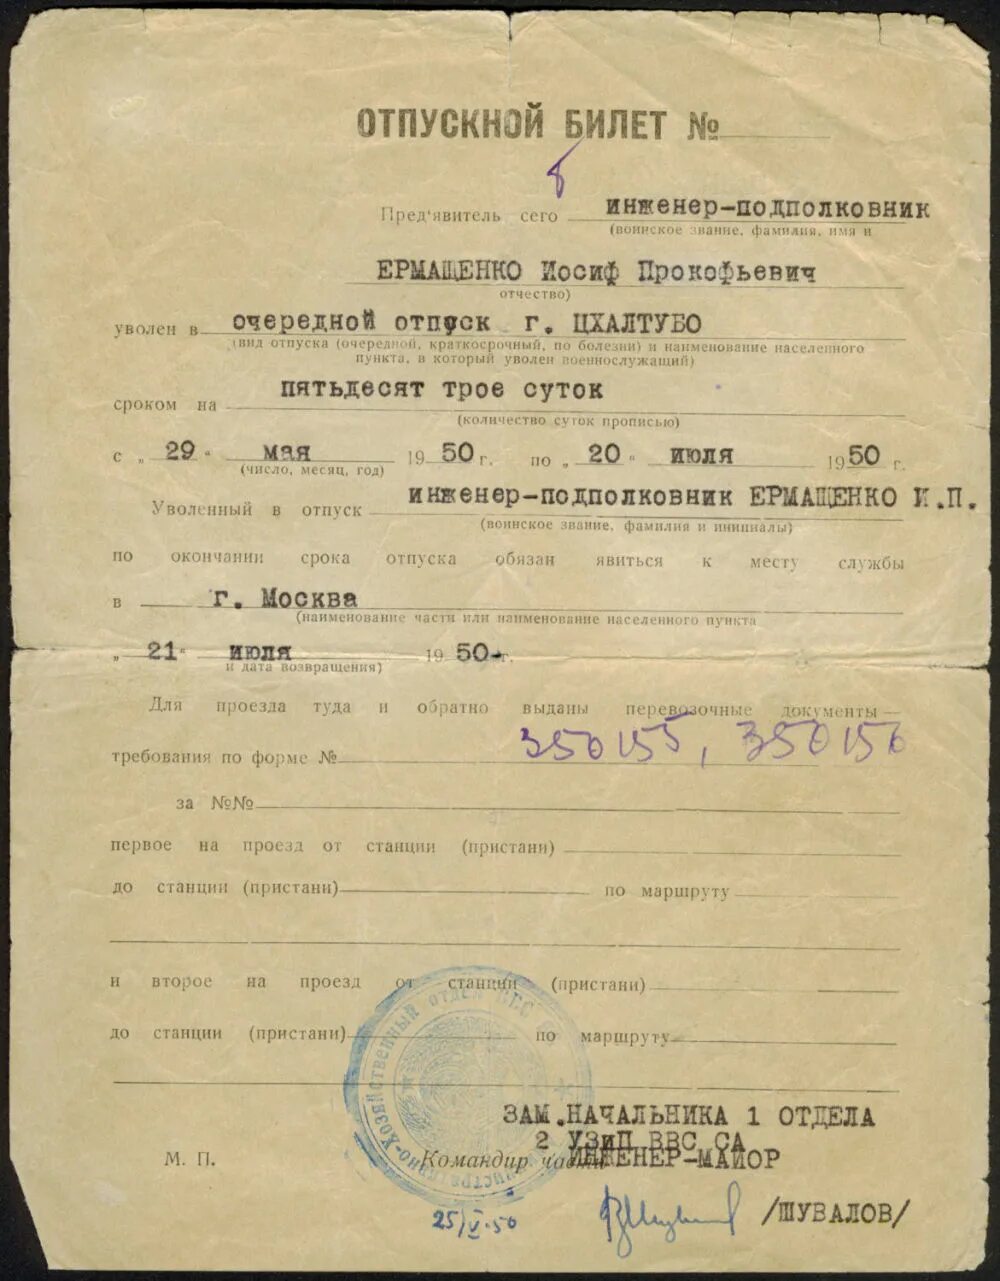 ОТПУСКНОЙ БИЛЕТ №
Пред'явитель сего инженер-подполковник
(воинское звание, фамилия, имя и
ЕРМАЩЕНКО Иосиф Прокофьевич
отчество)
уволен в очередной отпуск г. ЦХАЛТУБО
(вид отпуска (очередной, краткосрочный, по болезни) и наименование населенного
пункта, в который уволен военнослужащий)
сроком на пятьдесят трое суток
(количество суток прописью)
с „ 29 " мая 1950 г. по „ 20 " июля 1950 г.
(число, месяц, год)
Уволенный в отпуск инженер-подполковник ЕРМАЩЕНКО И.П.
(воинское звание, фамилия и инициалы)
по окончании срока отпуска обязан явиться к месту службы
в г. Москва
(наименование части или наименование населенного пункта
„ 21 " июля 1950 г.
и дата возвращения)
Для проезда туда и обратно выданы перевозочные документы —
требования по форме № 350155, 350156
за №№
первое на проезд от станции (пристани)
до станции (пристани) по маршруту
и второе на проезд от станции (пристани)
до станции (пристани) по маршруту
ЗАМ.НАЧАЛЬНИКА 1 ОТДЕЛА
2 УЗиП ВВС СА
М. П. Командир части ИНЖЕНЕР-МАЙОР
/ШУВАЛОВ/
25/V-50